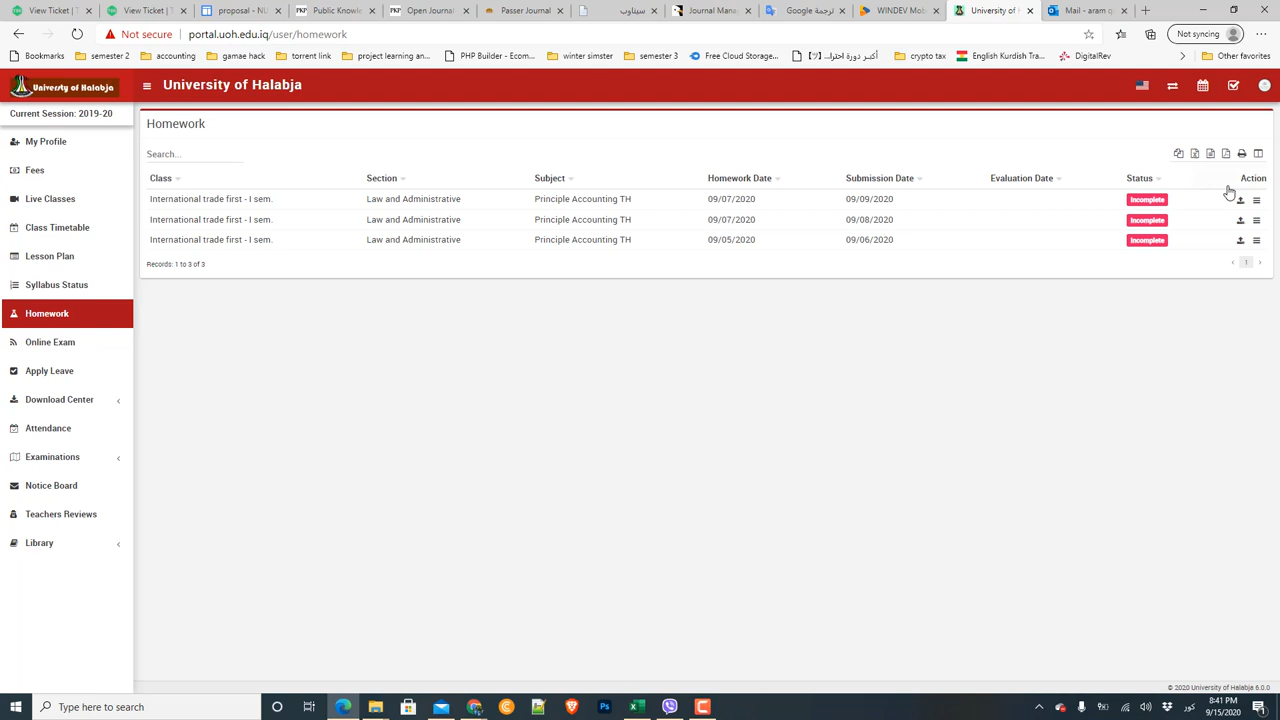 View Ticket - NU
View Ticket - ND
proposal - NU
Public Knowle
Open Journal
Passer Journal
سیتاوب
Journal Mana
Google ترجمة
WINDEV Mob
University of H
Mail - aram q
Not secure
portal.uoh.edu.iq/user/homework
Not syncing
Bookmarks
semester 2
accounting
game hack
torrent link
project learning an...
PHP Builder - Ecom...
winter simster
semester 3
Free Cloud Storage...
أكبر دورة احترا... 【ツ】
crypto tax
English Kurdish Tra...
DigitalRev
Other favorites
University of Halabja
University of Halabja
Current Session: 2019-20
My Profile
Fees
Live Classes
Class Timetable
Lesson Plan
Syllabus Status
Homework
Online Exam
Apply Leave
Download Center
Attendance
Examinations
Notice Board
Teachers Reviews
Library
Homework
Search...
Class Section Subject Homework Date Submission Date Evaluation Date Status Action
International trade first - I sem. Law and Administrative Principle Accounting TH 09/07/2020 09/09/2020 Incomplete
International trade first - I sem. Law and Administrative Principle Accounting TH 09/07/2020 09/08/2020 Incomplete
International trade first - I sem. Law and Administrative Principle Accounting TH 09/05/2020 09/06/2020 Incomplete
Records: 1 to 3 of 3
1
© 2020 University of Halabja 6.0.0
Type here to search
8:41 PM
9/15/2020